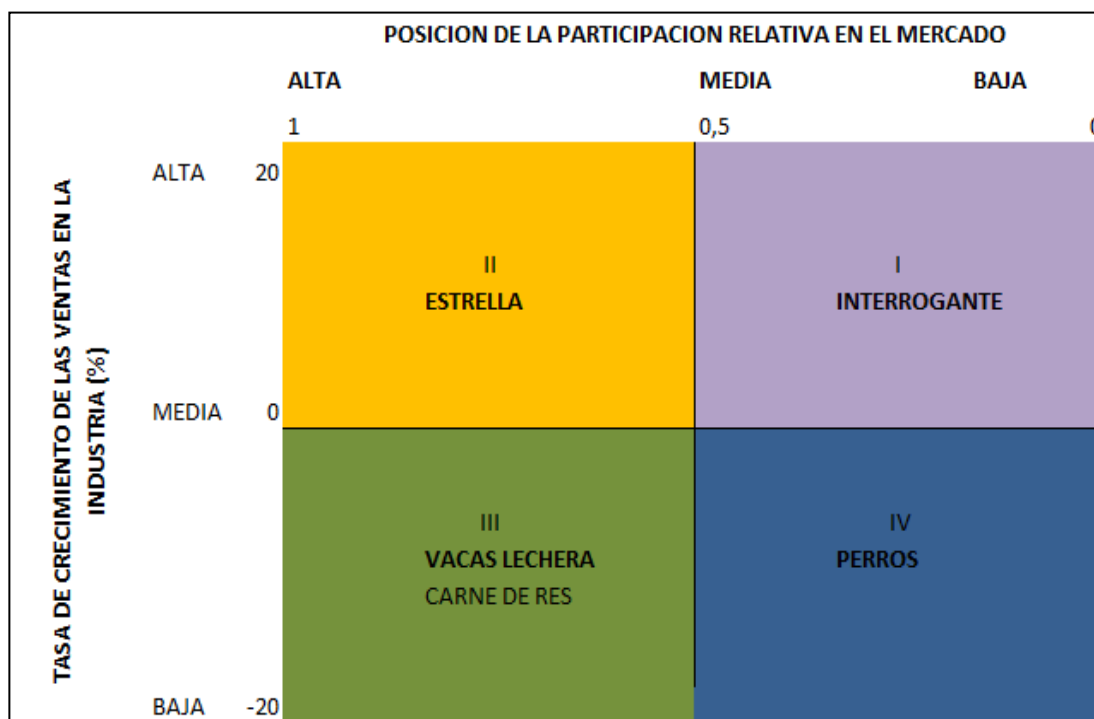 POSICION DE LA PARTICIPACION RELATIVA EN EL MERCADO
ALTA MEDIA BAJA
1 0,5 0
TASA DE CRECIMIENTO DE LAS VENTAS EN LA
INDUSTRIA (%)
ALTA 20
II I
ESTRELLA INTERROGANTE
MEDIA 0
III IV
VACAS LECHERA PERROS
CARNE DE RES
BAJA -20